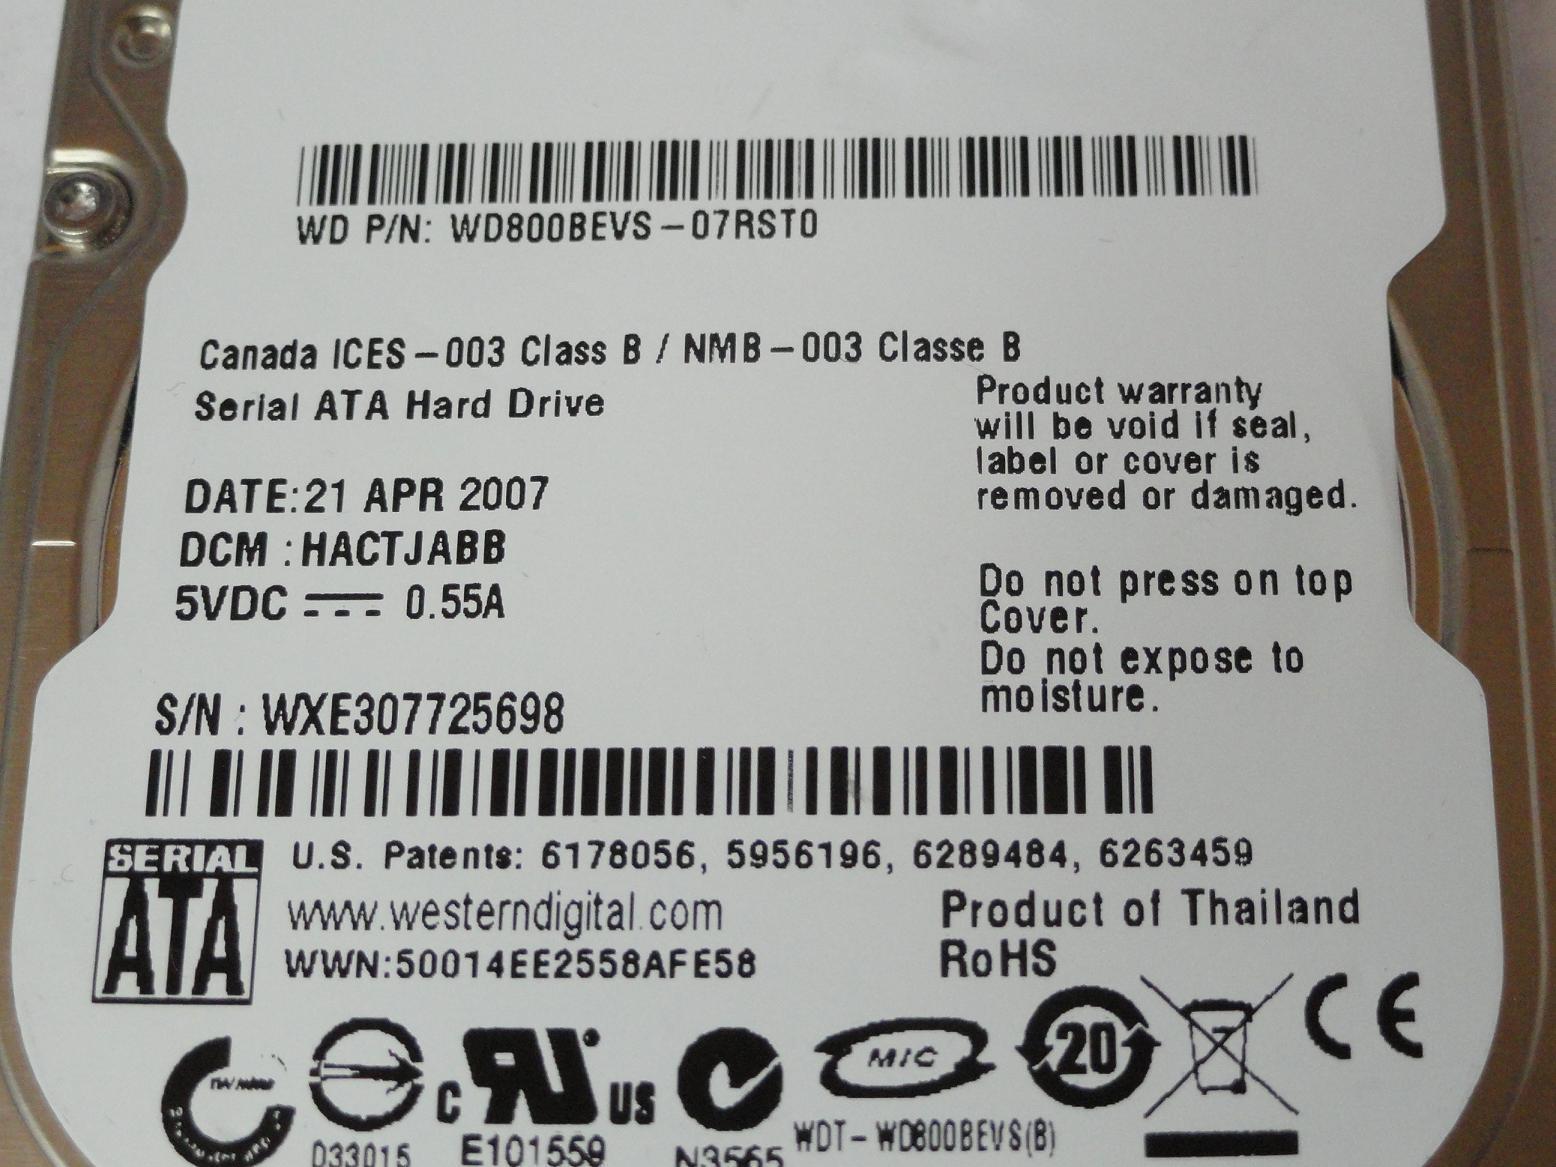 WD P/N: WD800BEVS-07RST0
Canada ICES-003 Class B / NMB-003 Classe B
Serial ATA Hard Drive
Product warranty
will be void if seal,
label or cover is
removed or damaged.
DATE:21 APR 2007
DCM :HACTJABB
5VDC 0.55A
Do not press on top
Cover.
Do not expose to
moisture.
S/N : WXE307725698
SERIAL
ATA
U.S. Patents: 6178056, 5956196, 6289484, 6263459
www.westerndigital.com
Product of Thailand
WWN:50014EE2558AFE58
RoHS
C US
MIC
20
CE
D33015
E101559
N3565
WDT-WD800BEVS(B)